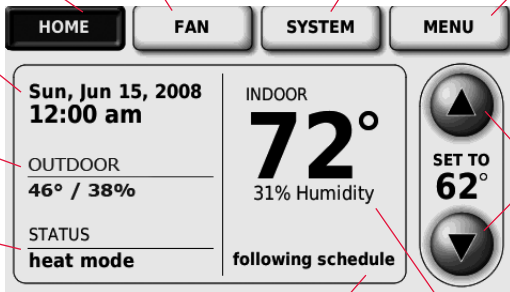 HOME FAN SYSTEM MENU
Sun, Jun 15, 2008
12:00 am
OUTDOOR
46° / 38%
STATUS
heat mode
INDOOR
72°
31% Humidity
following schedule
SET TO
62°